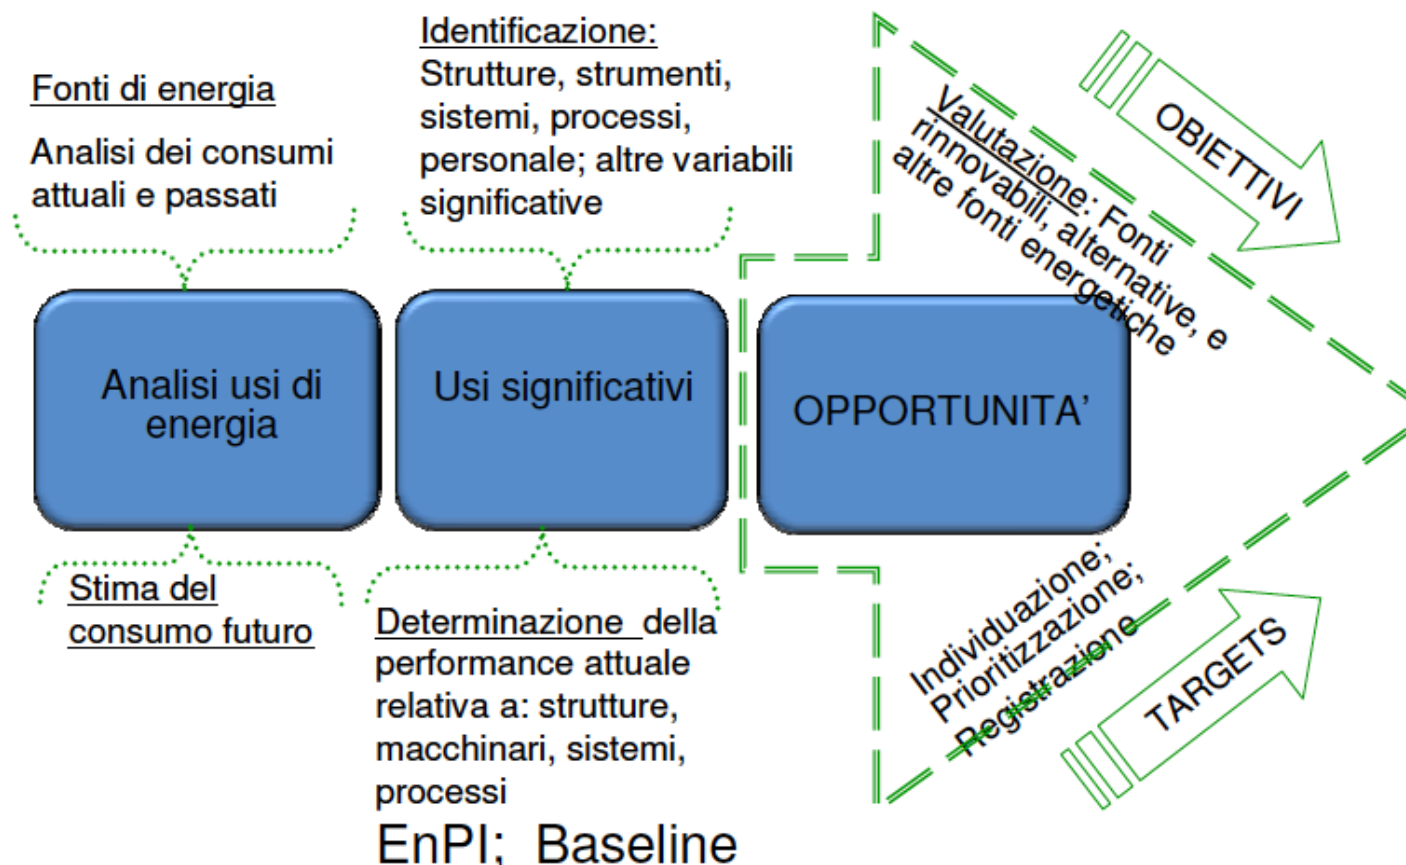 Fonti di energia
Analisi dei consumi
attuali e passati
Analisi usi di
energia
Stima del
consumo futuro
Identificazione:
Strutture, strumenti,
sistemi, processi,
personale; altre variabili
significative
Usi significativi
Determinazione della
performance attuale
relativa a: strutture,
macchinari, sistemi,
processi
EnPI; Baseline
Valutazione: Fonti
rinnovabili, alternative, e
altre fonti energetiche
OPPORTUNITA’
Individuazione;
Prioritizzazione;
Registrazione
OBIETTIVI
TARGETS